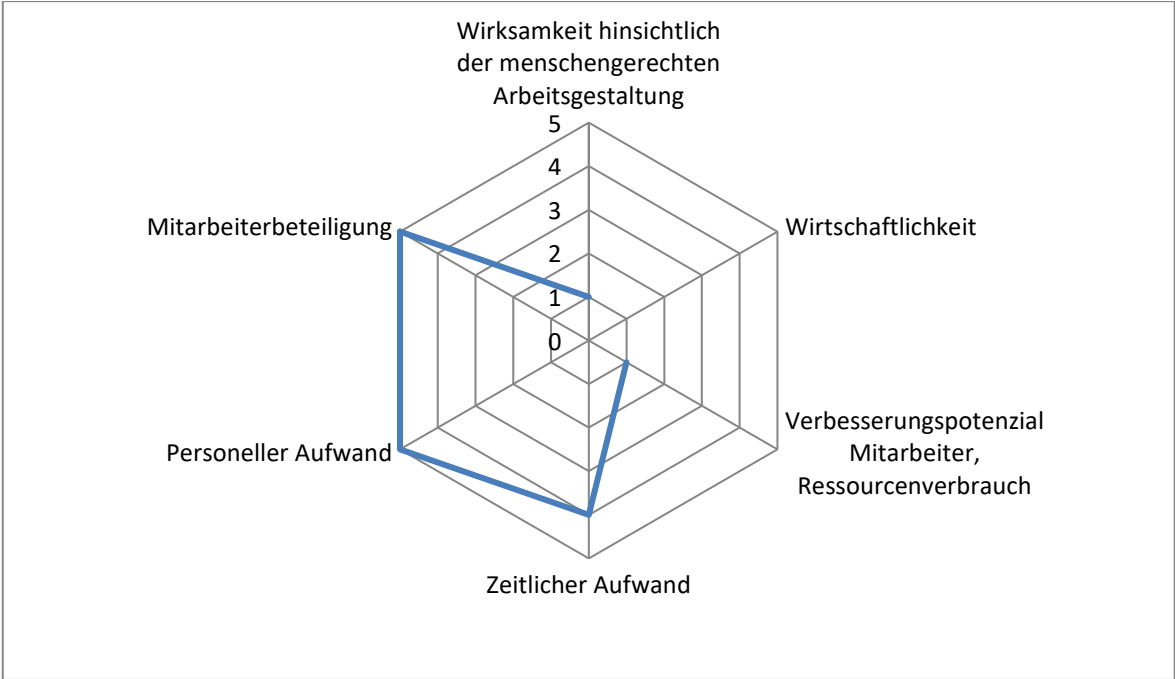 Wirksamkeit hinsichtlich
der menschengerechten
Arbeitsgestaltung
5
4
3
2
1
0
Mitarbeiterbeteiligung
Wirtschaftlichkeit
Personeller Aufwand
Verbesserungspotenzial
Mitarbeiter,
Ressourcenverbrauch
Zeitlicher Aufwand